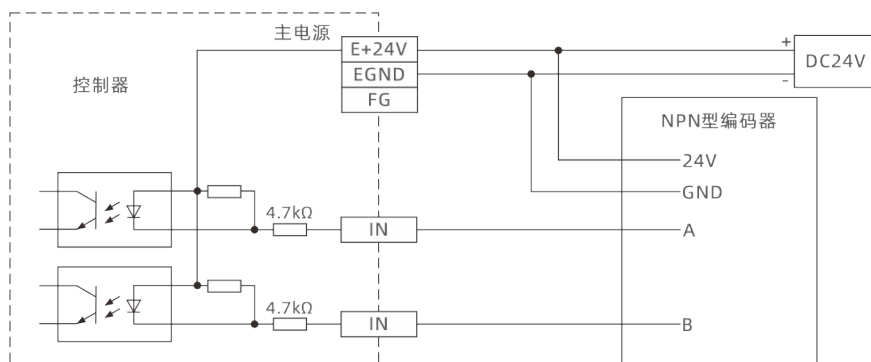 主电源
E+24V
+
EGND
DC24V
控制器
-
FG
NPN型编码器
24V
GND
4.7kΩ
IN
A
4.7kΩ
IN
B